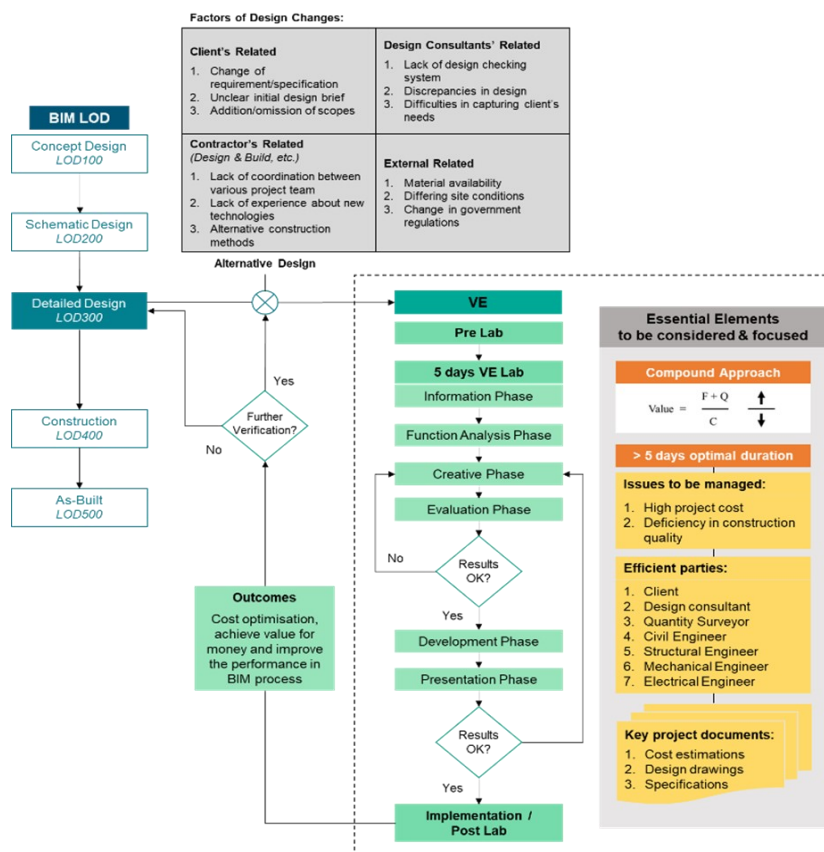 Factors of Design Changes:
Client's Related
1. Change of
requirement/specification
2. Unclear initial design brief
3. Addition/omission of scopes
Design Consultants' Related
1. Lack of design checking
system
2. Discrepancies in design
3. Difficulties in capturing client's
needs
Contractor's Related
(Design & Build, etc.)
1. Lack of coordination between
various project team
2. Lack of experience about new
technologies
3. Alternative construction
methods
External Related
1. Material availability
2. Differing site conditions
3. Change in government
regulations
BIM LOD
Concept Design
LOD100
Schematic Design
LOD200
Detailed Design
LOD300
Construction
LOD400
As-Built
LOD500
Alternative Design
Yes
Further
Verification?
No
Outcomes
Cost optimisation,
achieve value for
money and improve
the performance in
BIM process
VE
Pre Lab
5 days VE Lab
Information Phase
Function Analysis Phase
Creative Phase
Evaluation Phase
Results
OK?
No
Yes
Development Phase
Presentation Phase
Results
OK?
Yes
Implementation /
Post Lab
Essential Elements
to be considered & focused
Compound Approach
Value = F + Q
C
> 5 days optimal duration
Issues to be managed:
1. High project cost
2. Deficiency in construction
quality
Efficient parties:
1. Client
2. Design consultant
3. Quantity Surveyor
4. Civil Engineer
5. Structural Engineer
6. Mechanical Engineer
7. Electrical Engineer
Key project documents:
1. Cost estimations
2. Design drawings
3. Specifications